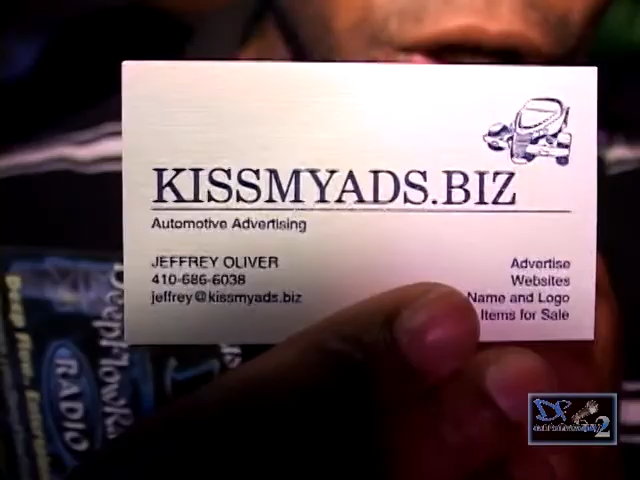 KISSMYADS.BIZ
Automotive Advertising
JEFFREY OLIVER
410-686-6038
jeffrey@kissmyads.biz
Advertise
Websites
Name and Logo
Items for Sale
RADIO
2